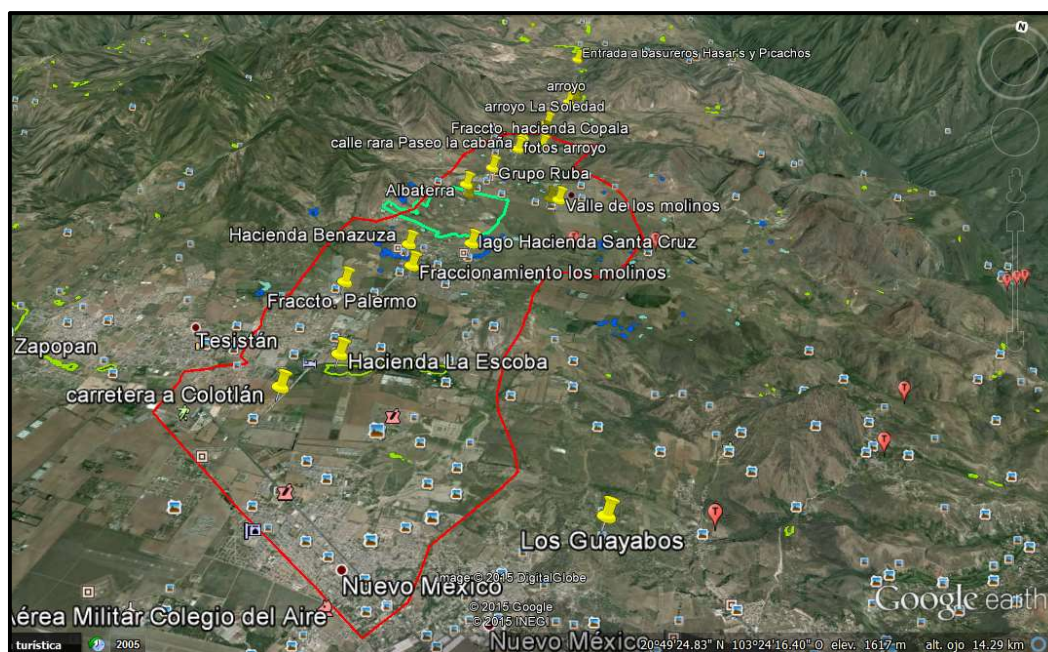 N
Entrada a basureros Hasar's y Picachos
arroyo
arroyo La Soledad
Fraccto. hacienda Copala
calle rara Paseo la cabaña
fotos arroyo
Grupo Ruba
Albaterra
Valle de los molinos
Hacienda Benazuza
lago Hacienda Santa Cruz
Fraccionamiento los molinos
Fraccto. Palermo
Tesistán
Zapopan
Hacienda La Escoba
carretera a Colotlán
Los Guayabos
Nuevo México
Image © 2015 DigitalGlobe
© 2015 Google
© 2015 INEGI
Google earth
Aérea Militar Colegio del Aire
Nuevo México
turística
2005
20°49'24.83" N 103°24'16.40" O elev. 1617 m alt. ojo 14.29 km